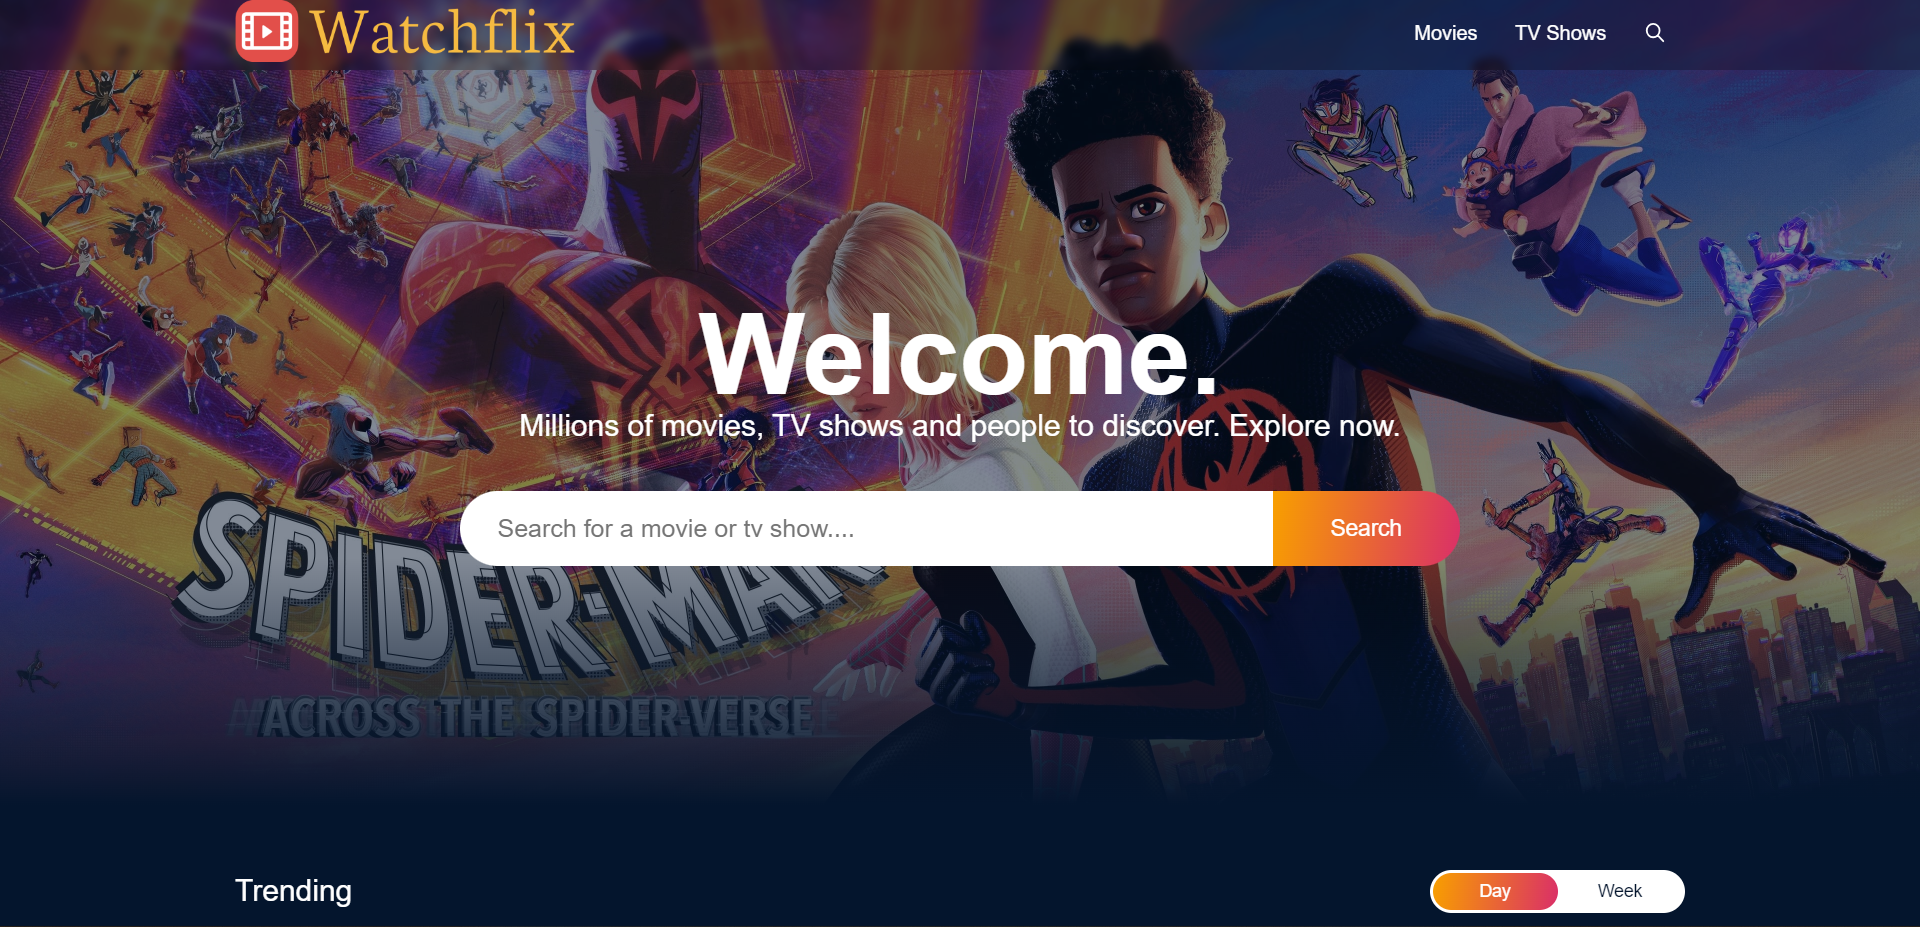 Watchflix
Movies
TV Shows
Welcome.
Millions of movies, TV shows and people to discover. Explore now.
Search for a movie or tv show....
Search
SPIDER-MAN
ACROSS THE SPIDER-VERSE
Trending
Day
Week